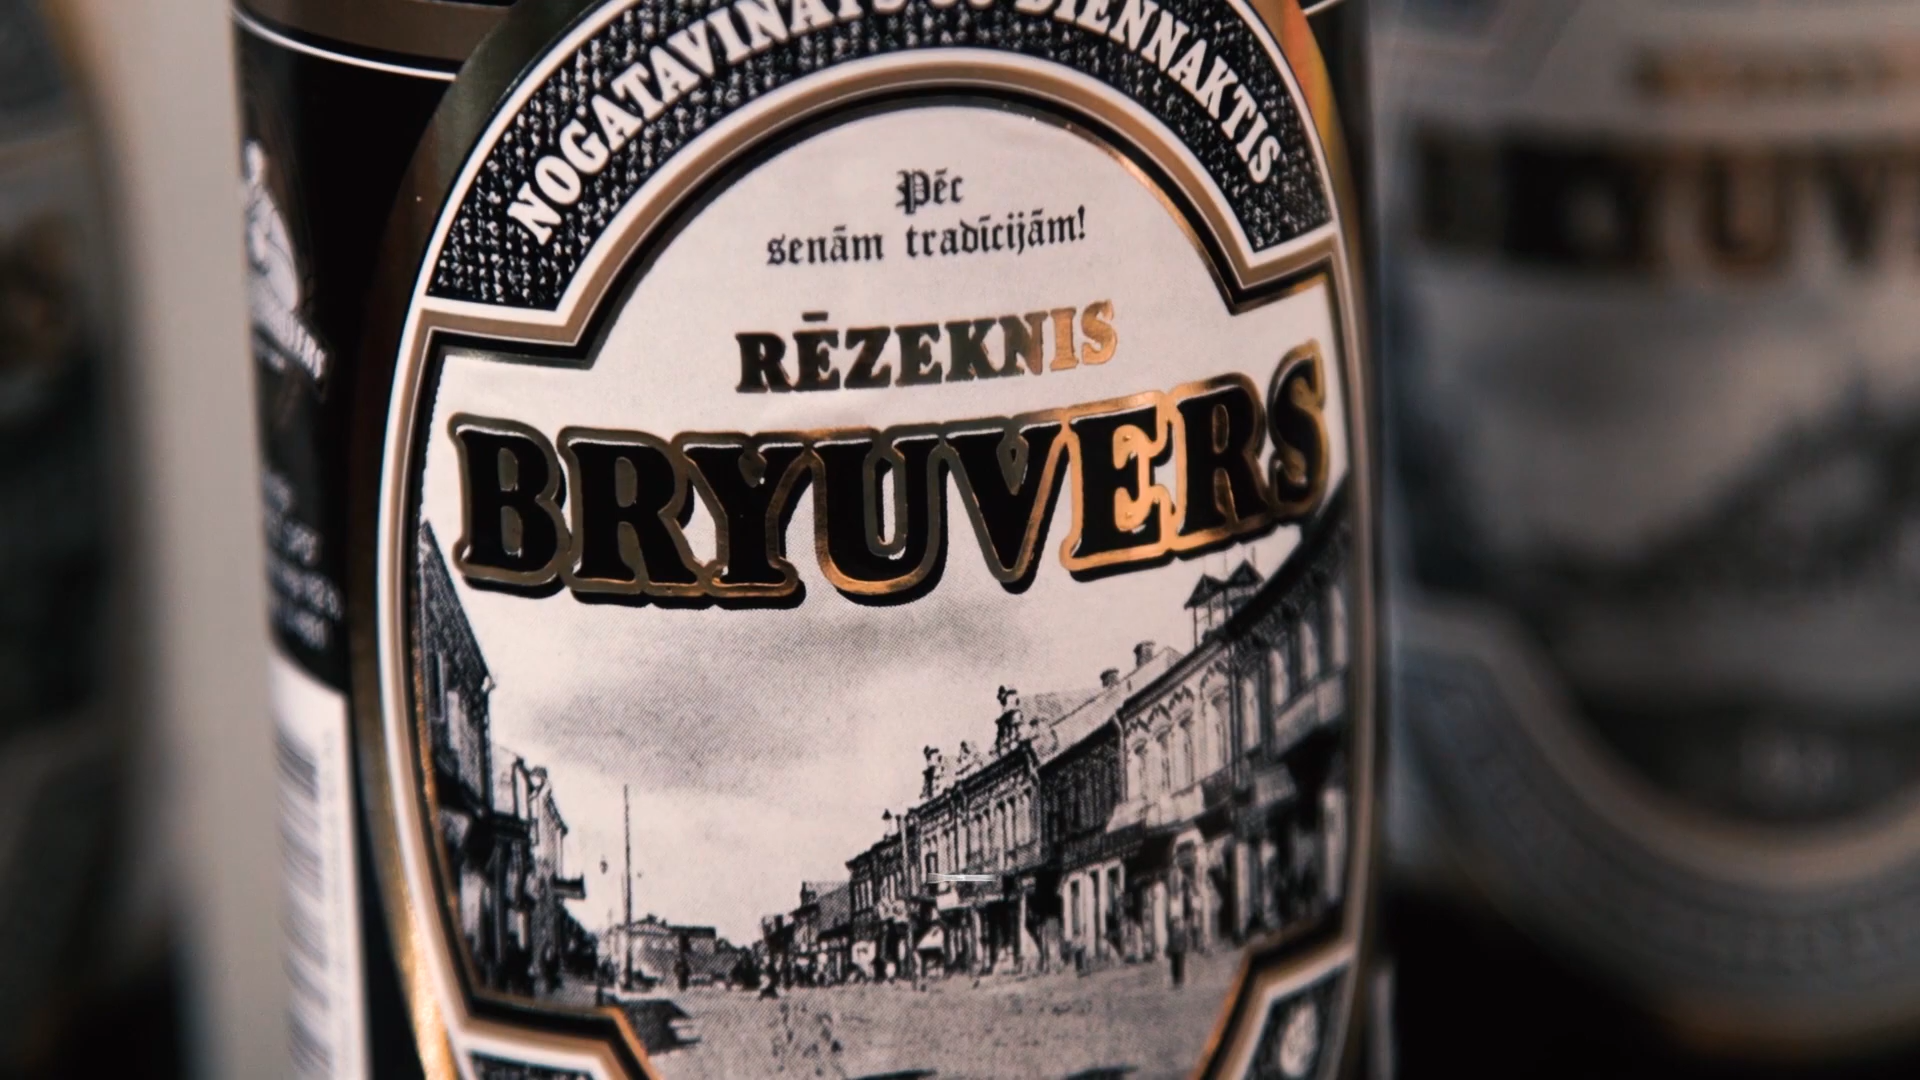 NOGATAVINĀTS 30 DIENNAKTIS
Pēc
senām tradīcijām!
RĒZEKNIS
BRYUVERS